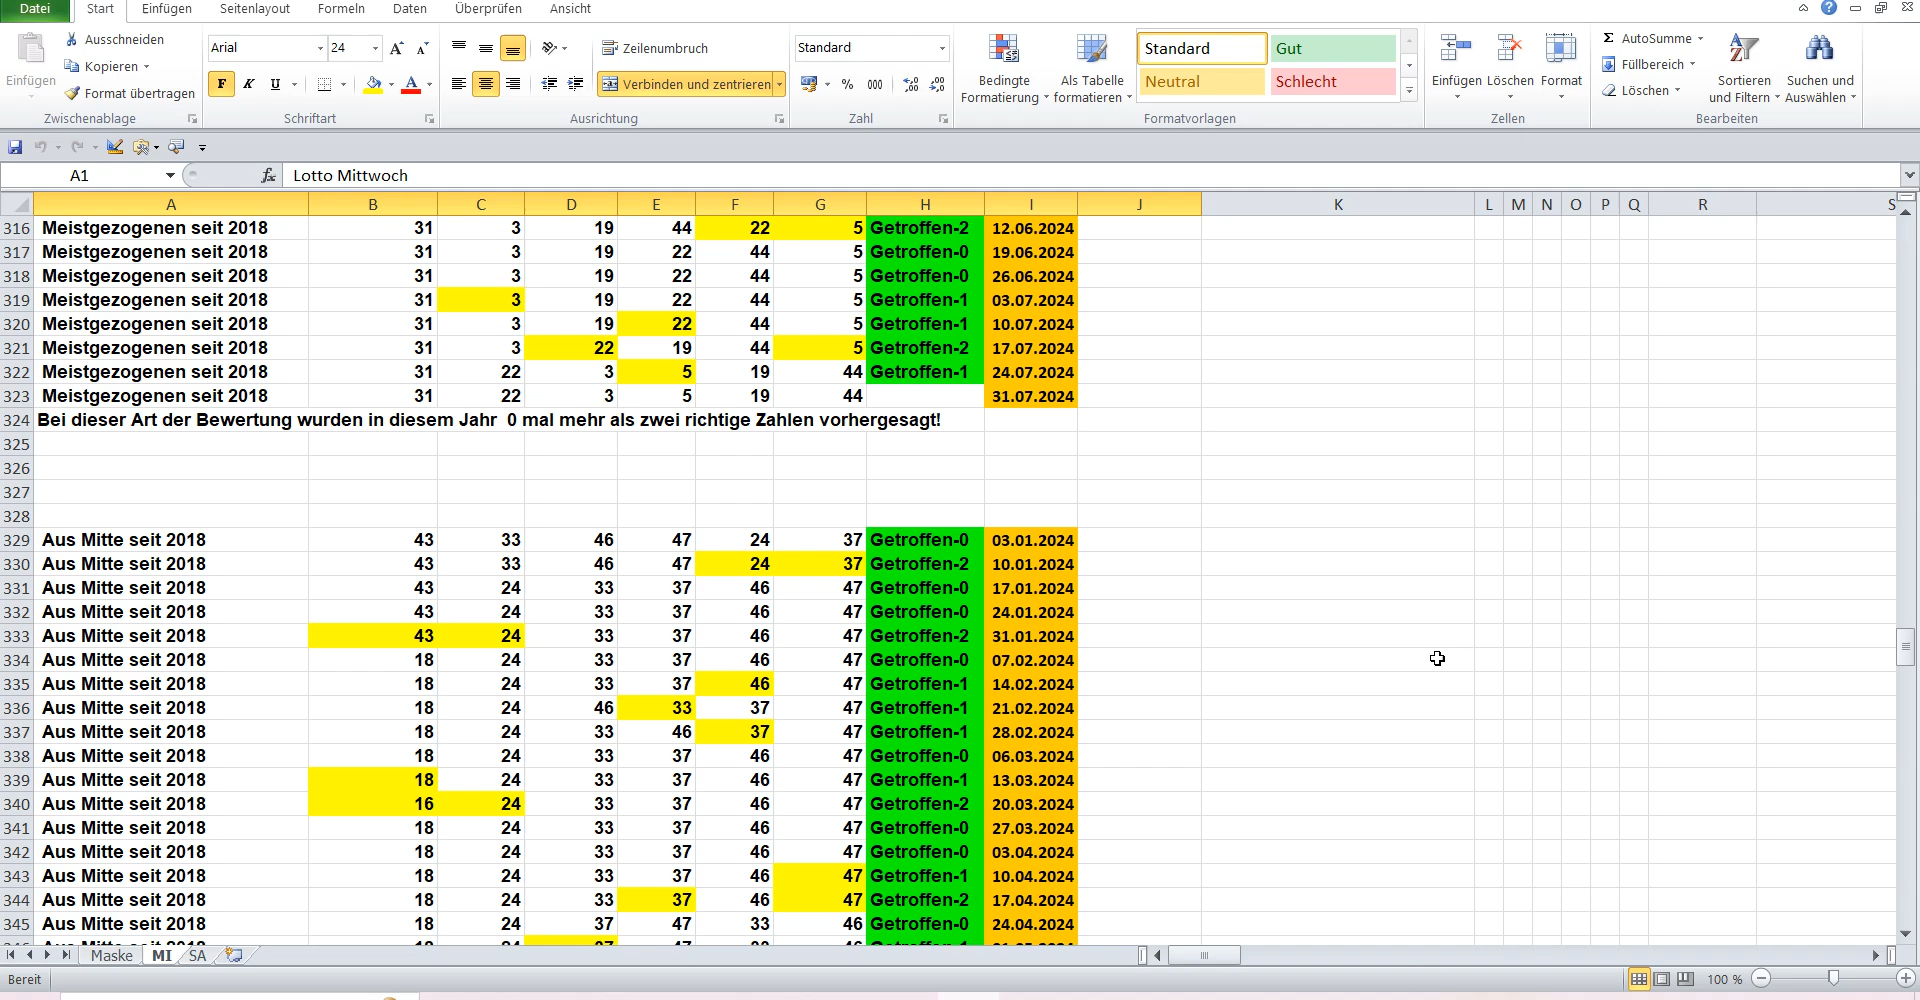 Datei Start Einfügen Seitenlayout Formeln Daten Überprüfen Ansicht
Einfügen
Ausschneiden
Kopieren
Format übertragen
Zwischenablage
Arial 24
F K U
Schriftart
Zeilenumbruch
Verbinden und zentrieren
Ausrichtung
Standard
% 000
Zahl
Bedingte Formatierung
Als Tabelle formatieren
Standard Gut
Neutral Schlecht
Formatvorlagen
Einfügen Löschen Format
Zellen
Σ AutoSumme
Füllbereich
Löschen
Sortieren und Filtern
Suchen und Auswählen
Bearbeiten
A1 fx Lotto Mittwoch
A B C D E F G H I J K L M N O P Q R S
316 Meistgezogenen seit 2018 31 3 19 44 22 5 Getroffen-2 12.06.2024
317 Meistgezogenen seit 2018 31 3 19 22 44 5 Getroffen-0 19.06.2024
318 Meistgezogenen seit 2018 31 3 19 22 44 5 Getroffen-0 26.06.2024
319 Meistgezogenen seit 2018 31 3 19 22 44 5 Getroffen-1 03.07.2024
320 Meistgezogenen seit 2018 31 3 19 22 44 5 Getroffen-1 10.07.2024
321 Meistgezogenen seit 2018 31 3 22 19 44 5 Getroffen-2 17.07.2024
322 Meistgezogenen seit 2018 31 22 3 5 19 44 Getroffen-1 24.07.2024
323 Meistgezogenen seit 2018 31 22 3 5 19 44 31.07.2024
324 Bei dieser Art der Bewertung wurden in diesem Jahr 0 mal mehr als zwei richtige Zahlen vorhergesagt!
325
326
327
328
329 Aus Mitte seit 2018 43 33 46 47 24 37 Getroffen-0 03.01.2024
330 Aus Mitte seit 2018 43 33 46 47 24 37 Getroffen-2 10.01.2024
331 Aus Mitte seit 2018 43 24 33 37 46 47 Getroffen-0 17.01.2024
332 Aus Mitte seit 2018 43 24 33 37 46 47 Getroffen-0 24.01.2024
333 Aus Mitte seit 2018 43 24 33 37 46 47 Getroffen-2 31.01.2024
334 Aus Mitte seit 2018 18 24 33 37 46 47 Getroffen-0 07.02.2024
335 Aus Mitte seit 2018 18 24 33 37 46 47 Getroffen-1 14.02.2024
336 Aus Mitte seit 2018 18 24 46 33 37 47 Getroffen-1 21.02.2024
337 Aus Mitte seit 2018 18 24 33 46 37 47 Getroffen-1 28.02.2024
338 Aus Mitte seit 2018 18 24 33 37 46 47 Getroffen-0 06.03.2024
339 Aus Mitte seit 2018 18 24 33 37 46 47 Getroffen-1 13.03.2024
340 Aus Mitte seit 2018 16 24 33 37 46 47 Getroffen-2 20.03.2024
341 Aus Mitte seit 2018 18 24 33 37 46 47 Getroffen-0 27.03.2024
342 Aus Mitte seit 2018 18 24 33 37 46 47 Getroffen-0 03.04.2024
343 Aus Mitte seit 2018 18 24 33 37 46 47 Getroffen-1 10.04.2024
344 Aus Mitte seit 2018 18 24 33 37 46 47 Getroffen-2 17.04.2024
345 Aus Mitte seit 2018 18 24 37 47 33 46 Getroffen-0 24.04.2024
Maske MI SA
Bereit 100 %